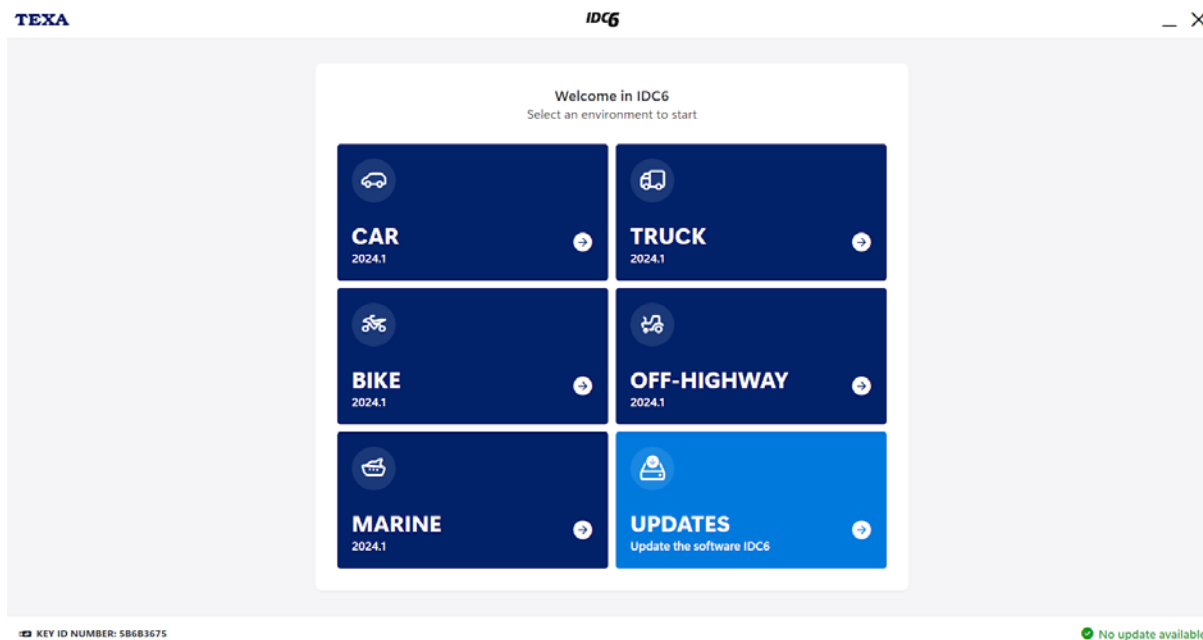 TEXA
IDC6
Welcome in IDC6
Select an environment to start
CAR
2024.1
TRUCK
2024.1
BIKE
2024.1
OFF-HIGHWAY
2024.1
MARINE
2024.1
UPDATES
Update the software IDC6
KEY ID NUMBER: 5B6B3675
No update available